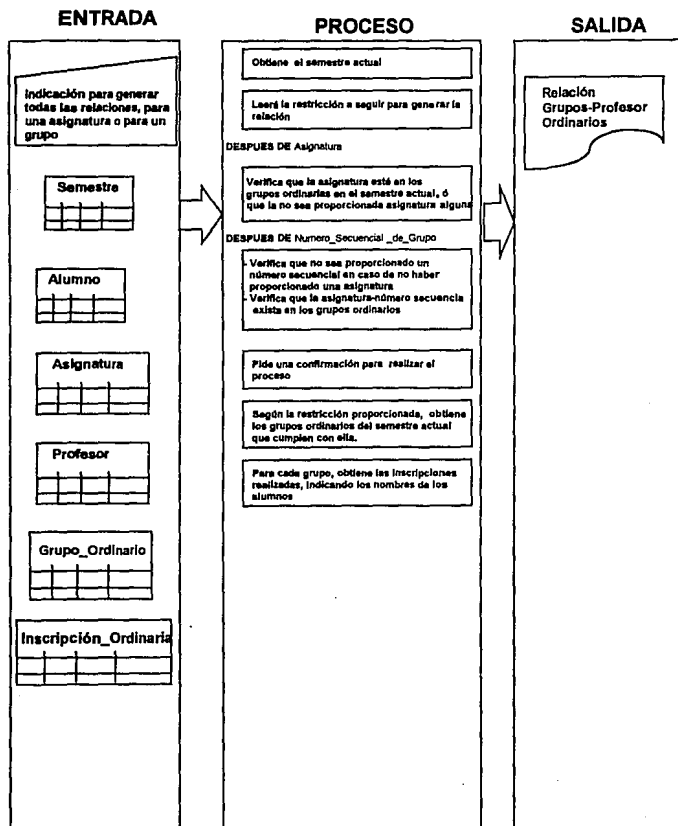 ENTRADA
Indicación para generar
todas las relaciones, para
una asignatura o para un
grupo
Semestre
Alumno
Asignatura
Profesor
Grupo_Ordinario
Inscripción_Ordinaria
PROCESO
Obtiene el semestre actual
Leerá la restricción a seguir para generar la
relación
DESPUES DE Asignatura
Verifica que la asignatura está en los
grupos ordinarias en el semestre actual, ó
que la no sea proporcionada asignatura alguna
DESPUES DE Numero_Secuencial _de_Grupo
- Verifica que no sea proporcionado un
número secuencial en caso de no haber
proporcionado una asignatura
- Verifica que la asignatura-número secuencia
exista en los grupos ordinarios
Pide una confirmación para realizar el
proceso
Según la restricción proporcionada, obtiene
los grupos ordinarios del semestre actual
que cumplen con ella.
Para cada grupo, obtiene las inscripciones
realizadas, indicando los nombres de los
alumnos
SALIDA
Relación
Grupos-Profesor
Ordinarios